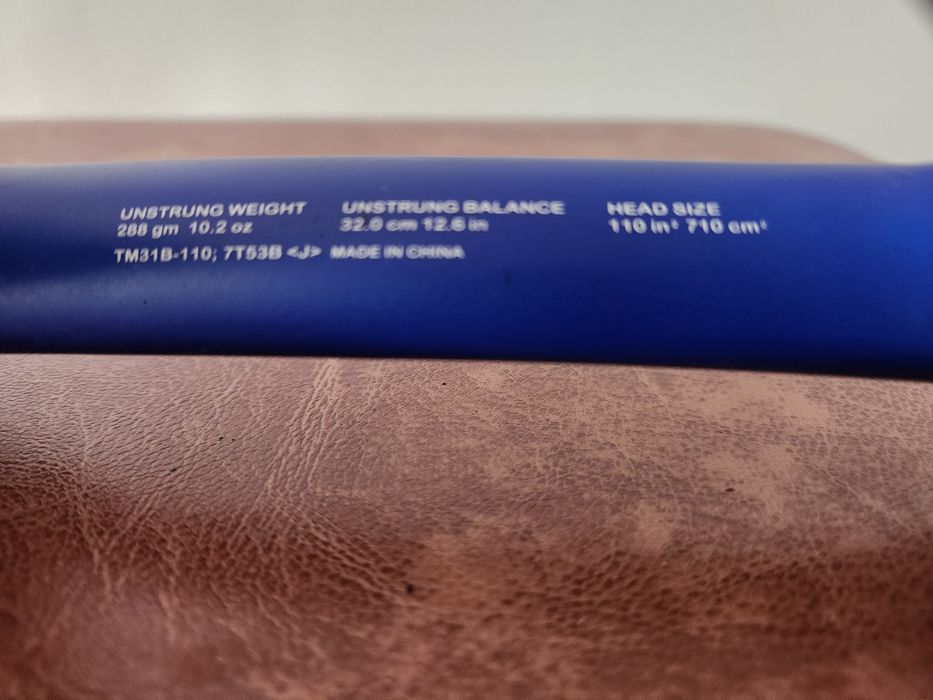 UNSTRUNG WEIGHT UNSTRUNG BALANCE HEAD SIZE
288 gm 10.2 oz 32.0 cm 12.6 in 110 in² 710 cm²
TM31B-110; 7T53B <J> MADE IN CHINA